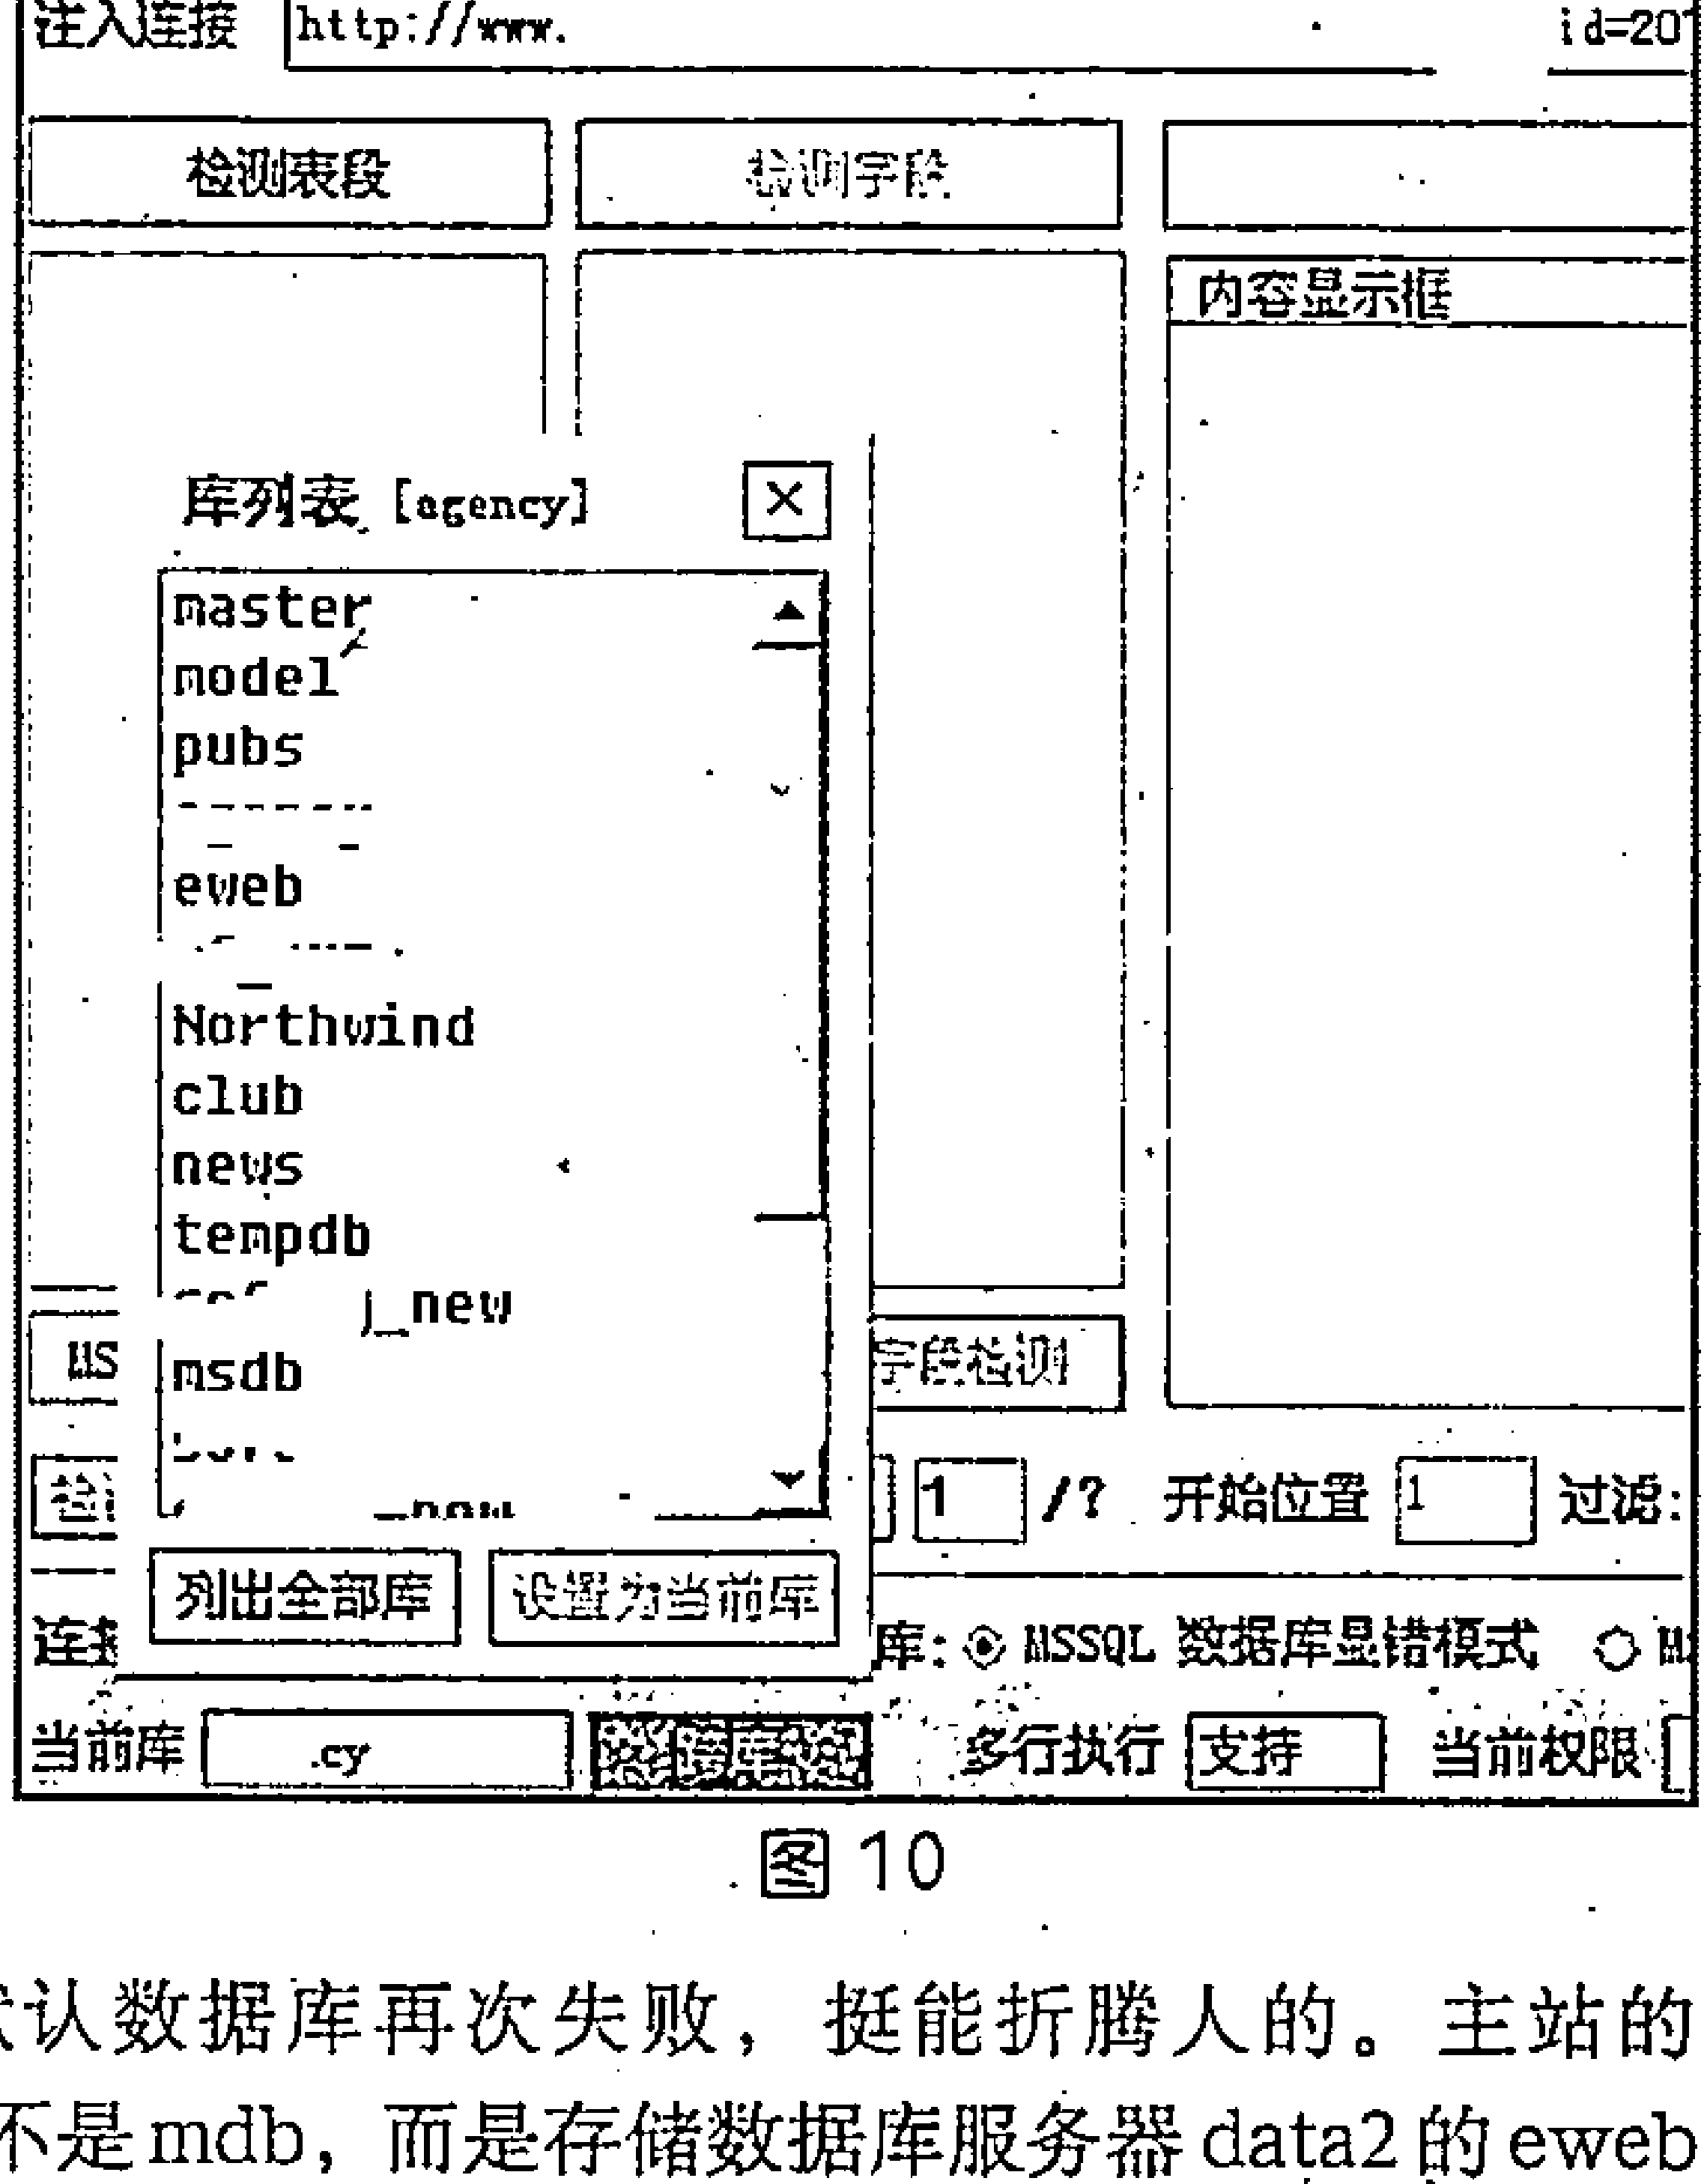 注入连接 http://www. id=20
检测表段 检测字段
内容显示框
库列表 [agency]
master
model
pubs
eweb
Northwind
club
news
tempdb
j_new
msdb
字段检测
1 /? 开始位置 1 过滤:
列出全部库 设置为当前库
库: MSSQL 数据库显错模式
当前库 .cy 数据库 多行执行 支持 当前权限
图 10
认数据库再次失败，挺能折腾人的。主站的
不是mdb，而是存储数据库服务器data2的eweb